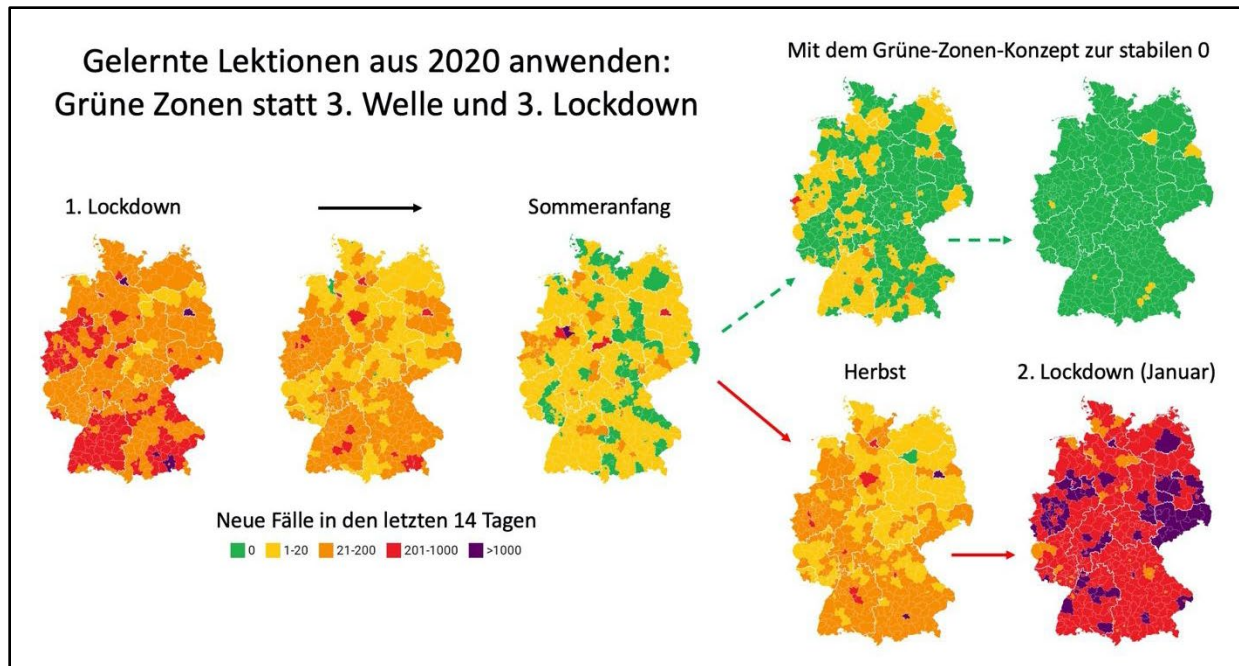 Gelernte Lektionen aus 2020 anwenden:
Grüne Zonen statt 3. Welle und 3. Lockdown
Mit dem Grüne-Zonen-Konzept zur stabilen 0
1. Lockdown
Sommeranfang
Herbst
2. Lockdown (Januar)
Neue Fälle in den letzten 14 Tagen
0 1-20 21-200 201-1000 >1000